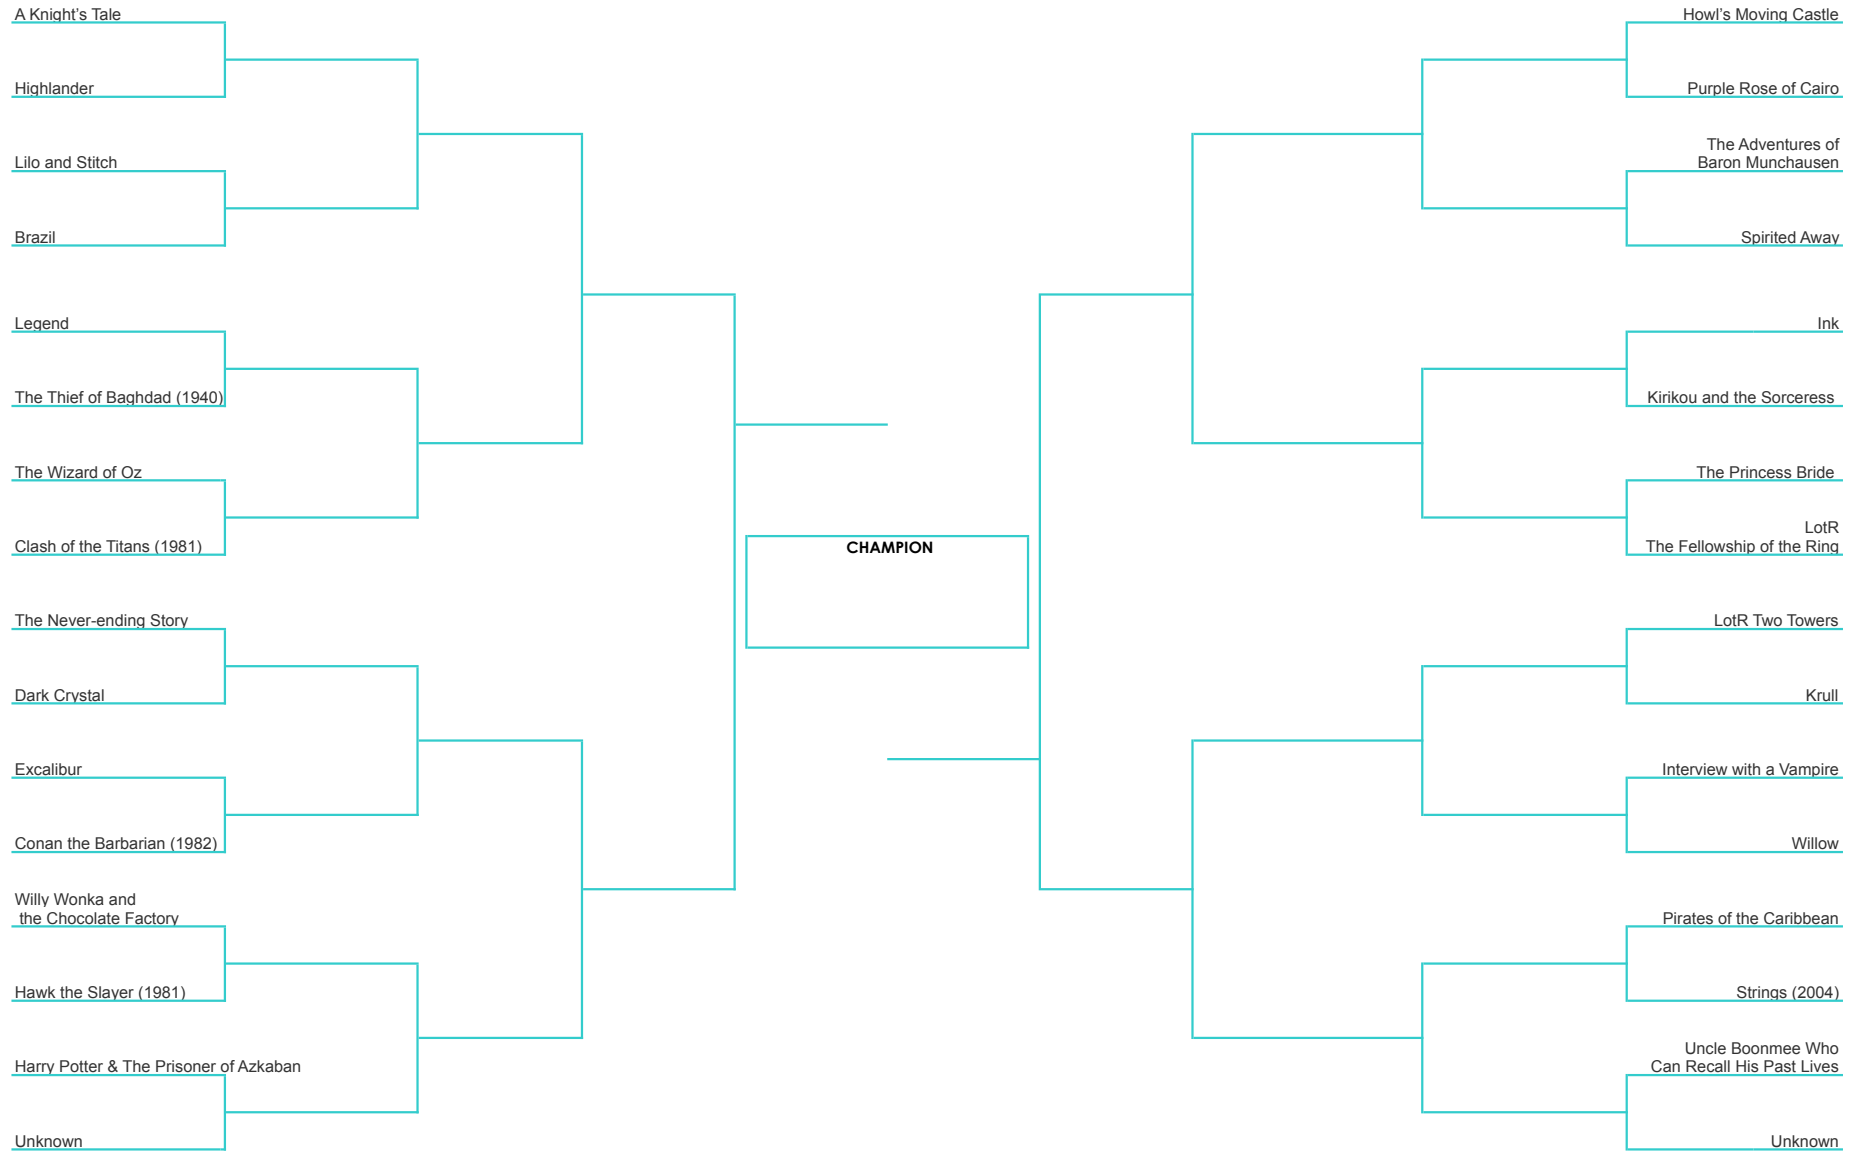 A Knight's Tale
Highlander
Lilo and Stitch
Brazil
Legend
The Thief of Baghdad (1940)
The Wizard of Oz
Clash of the Titans (1981)
The Never-ending Story
Dark Crystal
Excalibur
Conan the Barbarian (1982)
Willy Wonka and
the Chocolate Factory
Hawk the Slayer (1981)
Harry Potter & The Prisoner of Azkaban
Unknown
CHAMPION
Howl's Moving Castle
Purple Rose of Cairo
The Adventures of
Baron Munchausen
Spirited Away
Ink
Kirikou and the Sorceress
The Princess Bride
LotR
The Fellowship of the Ring
LotR Two Towers
Krull
Interview with a Vampire
Willow
Pirates of the Caribbean
Strings (2004)
Uncle Boonmee Who
Can Recall His Past Lives
Unknown